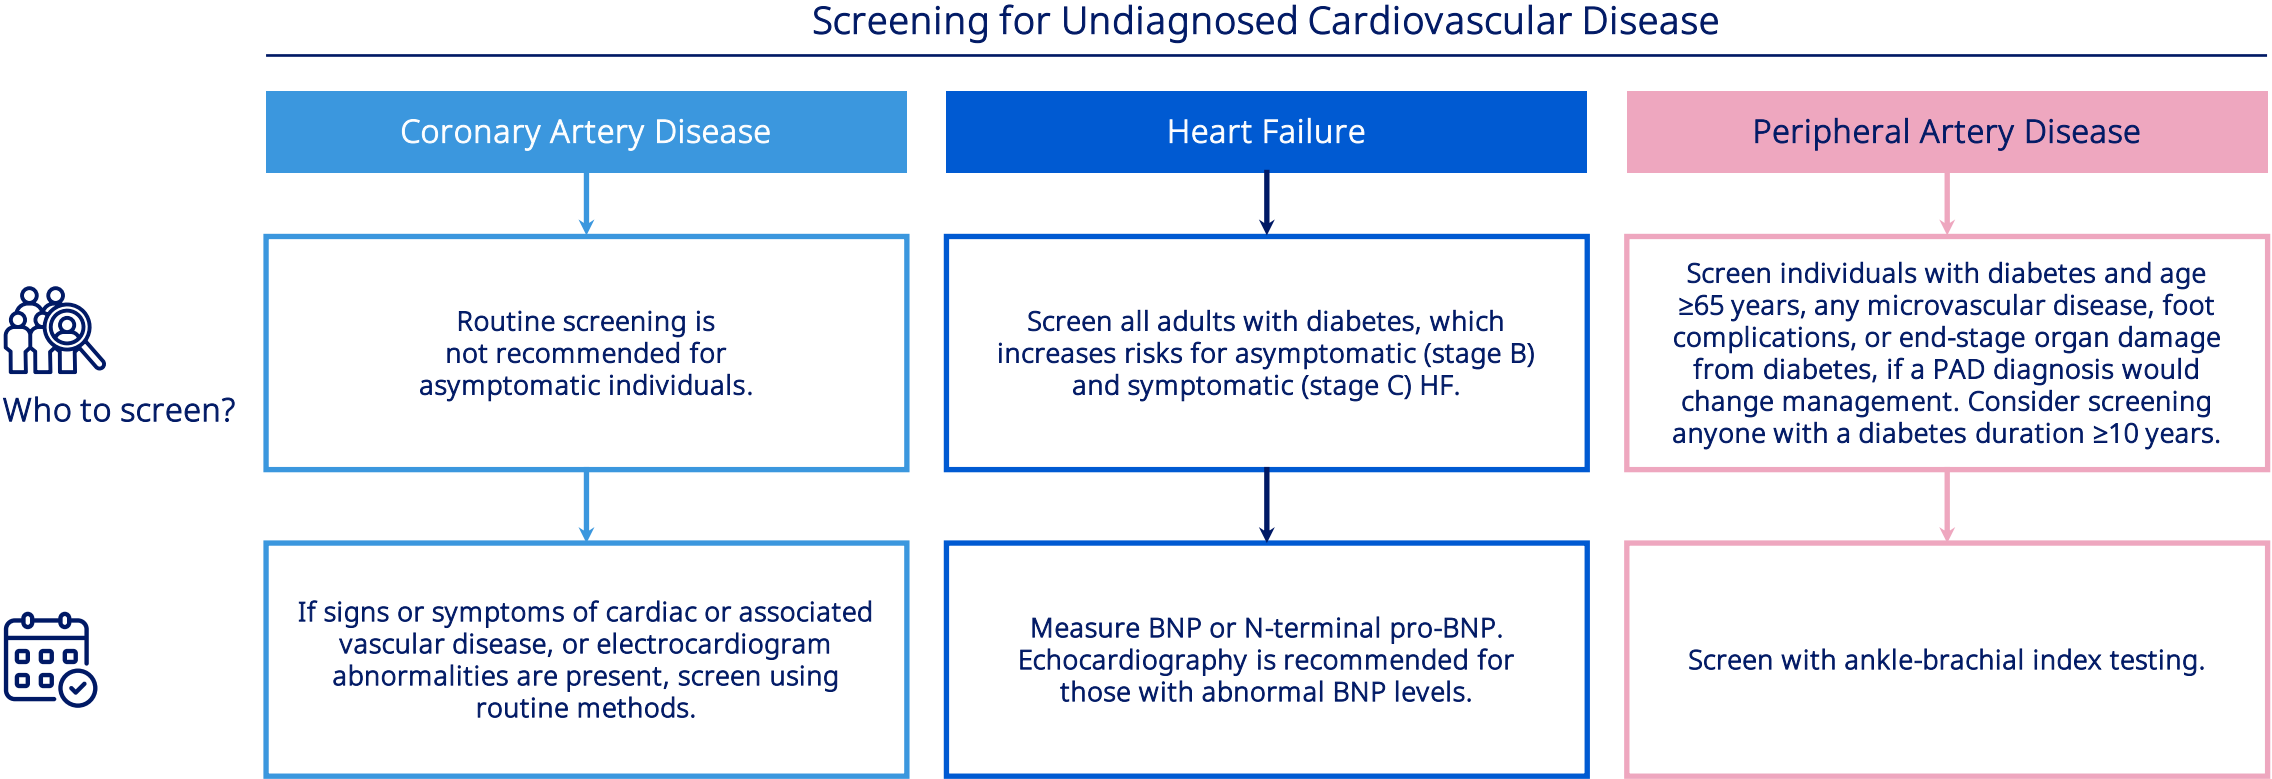 Screening for Undiagnosed Cardiovascular Disease
Coronary Artery Disease
Heart Failure
Peripheral Artery Disease
Who to screen?
Routine screening is
not recommended for
asymptomatic individuals.
Screen all adults with diabetes, which
increases risks for asymptomatic (stage B)
and symptomatic (stage C) HF.
Screen individuals with diabetes and age
≥65 years, any microvascular disease, foot
complications, or end-stage organ damage
from diabetes, if a PAD diagnosis would
change management. Consider screening
anyone with a diabetes duration ≥10 years.
If signs or symptoms of cardiac or associated
vascular disease, or electrocardiogram
abnormalities are present, screen using
routine methods.
Measure BNP or N-terminal pro-BNP.
Echocardiography is recommended for
those with abnormal BNP levels.
Screen with ankle-brachial index testing.